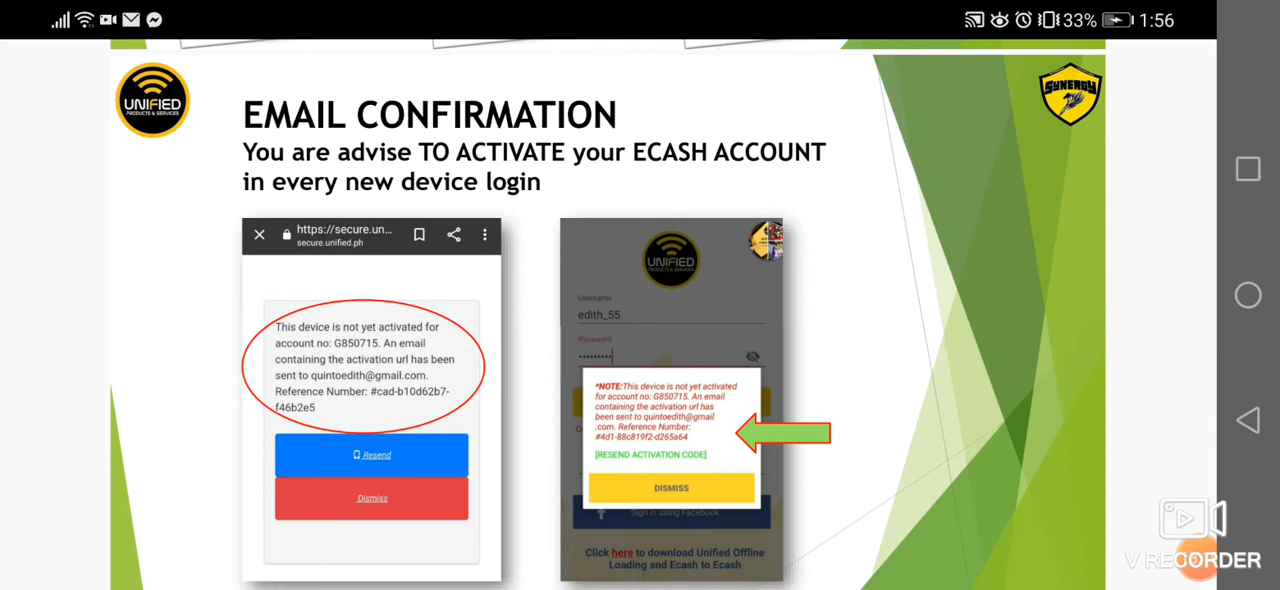 33% 1:56
UNIFIED
PRODUCTS & SERVICES
SYNERGY
EMAIL CONFIRMATION
You are advise TO ACTIVATE your ECASH ACCOUNT
in every new device login
https://secure.un...
secure.unified.ph
This device is not yet activated for
account no: G850715. An email
containing the activation url has been
sent to quintoedith@gmail.com.
Reference Number: #cad-b10d62b7-
f46b2e5
Resend
Dismiss
UNIFIED
PRODUCTS & SERVICES
Username
edith_55
Password
*NOTE:This device is not yet activated
for account no: G850715. An email
containing the activation url has
been sent to quintoedith@gmail
.com. Reference Number:
#4d1-88c819f2-d265a64
[RESEND ACTIVATION CODE]
DISMISS
Sign in using Facebook
Click here to download Unified Offline
Loading and Ecash to Ecash
V RECORDER